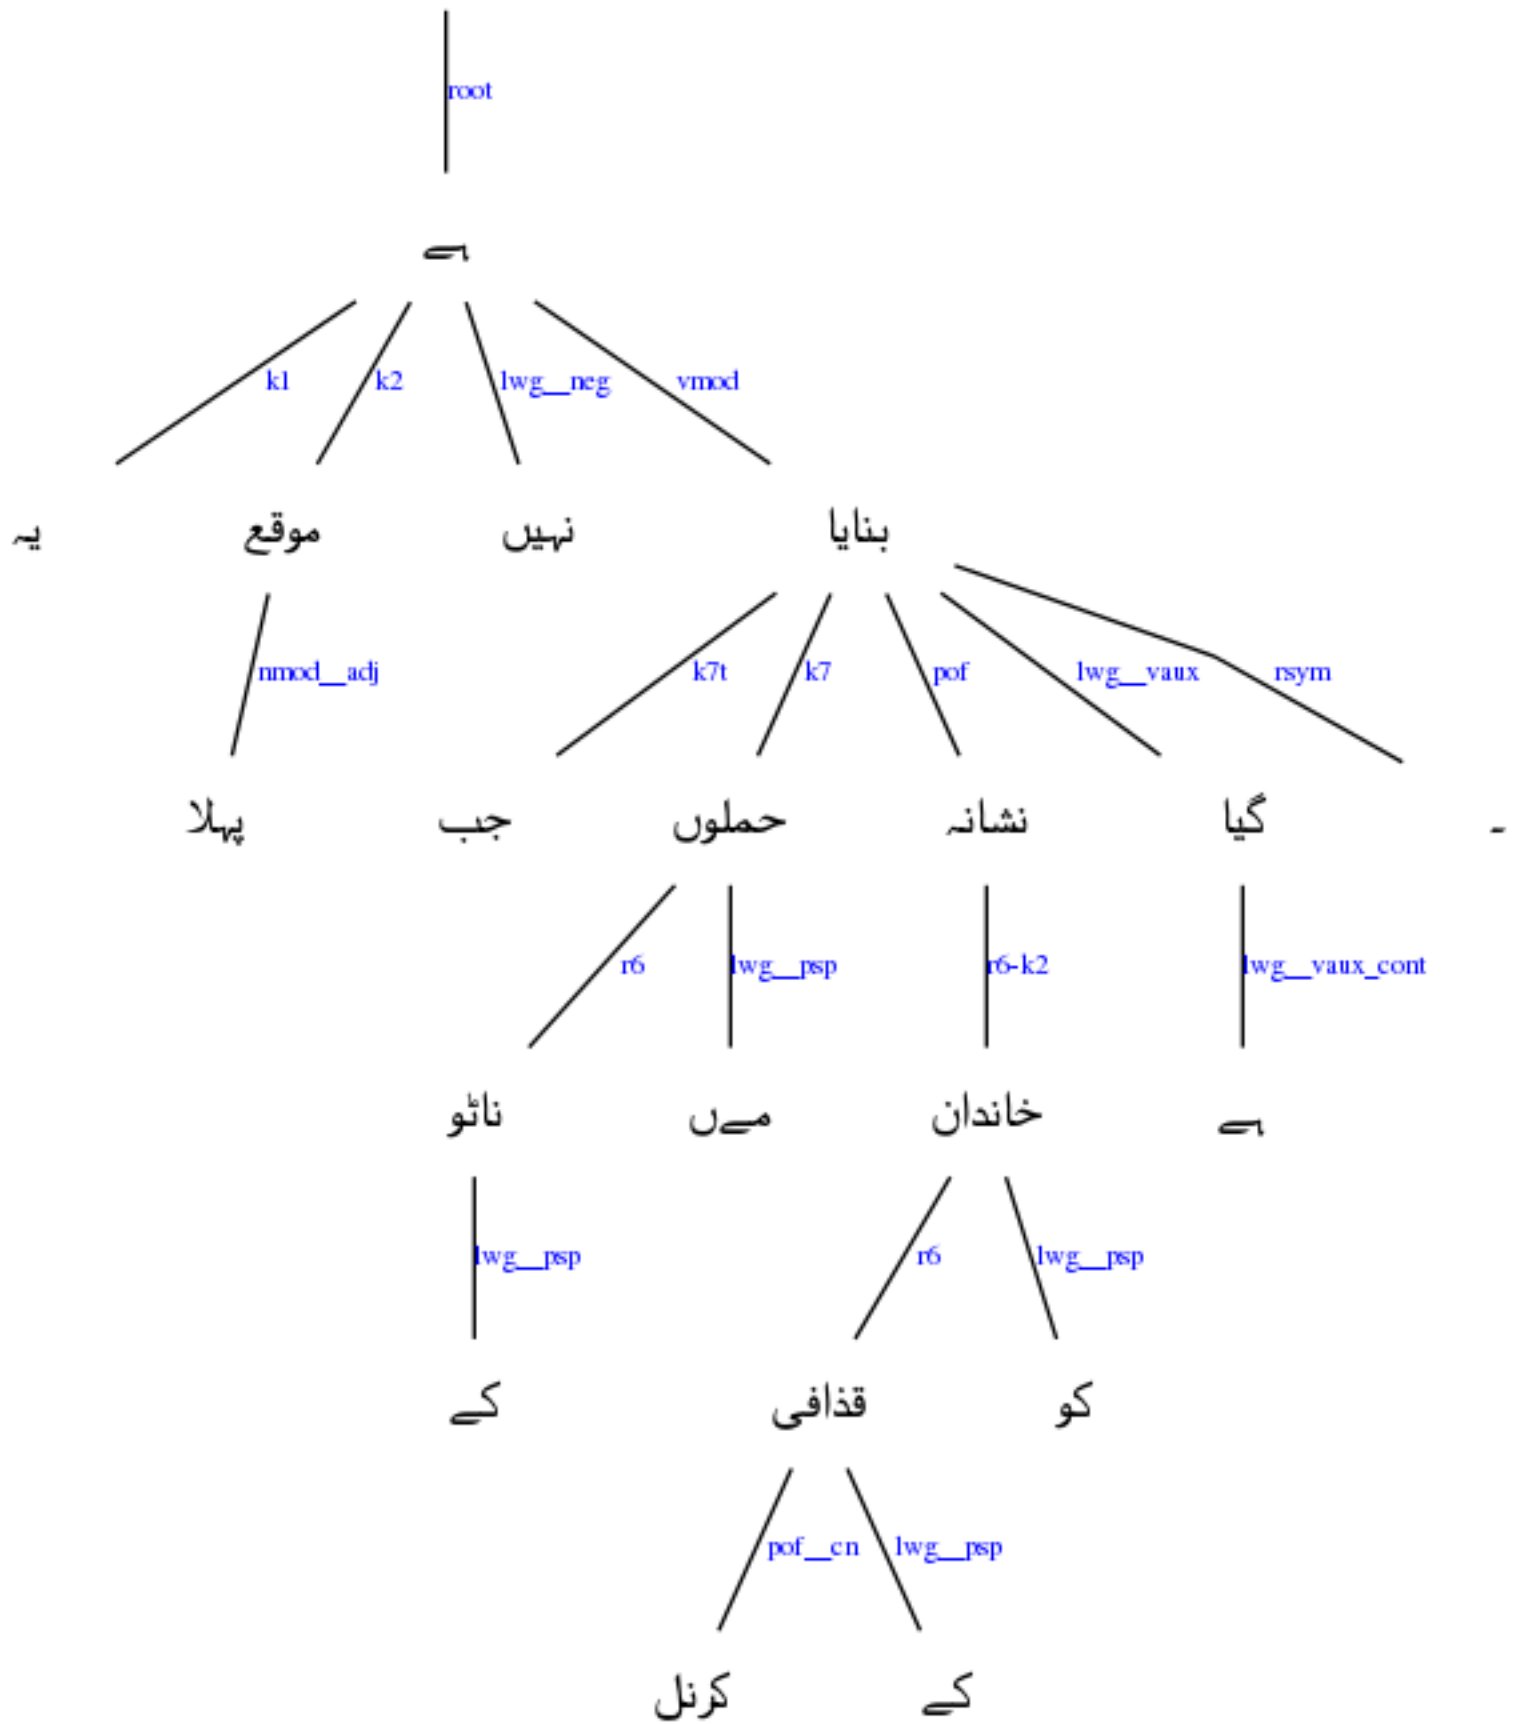 root
ہے
k1 k2 lwg__neg vmod
یہ موقع نہیں بنایا
nmod__adj k7t k7 pof lwg__vaux rsym
پہلا جب حملوں نشانہ گیا ۔
r6 lwg__psp r6-k2 lwg__vaux_cont
ناٹو مےں خاندان ہے
lwg__psp r6 lwg__psp
کے قذافی کو
pof__cn lwg__psp
کرنل کے